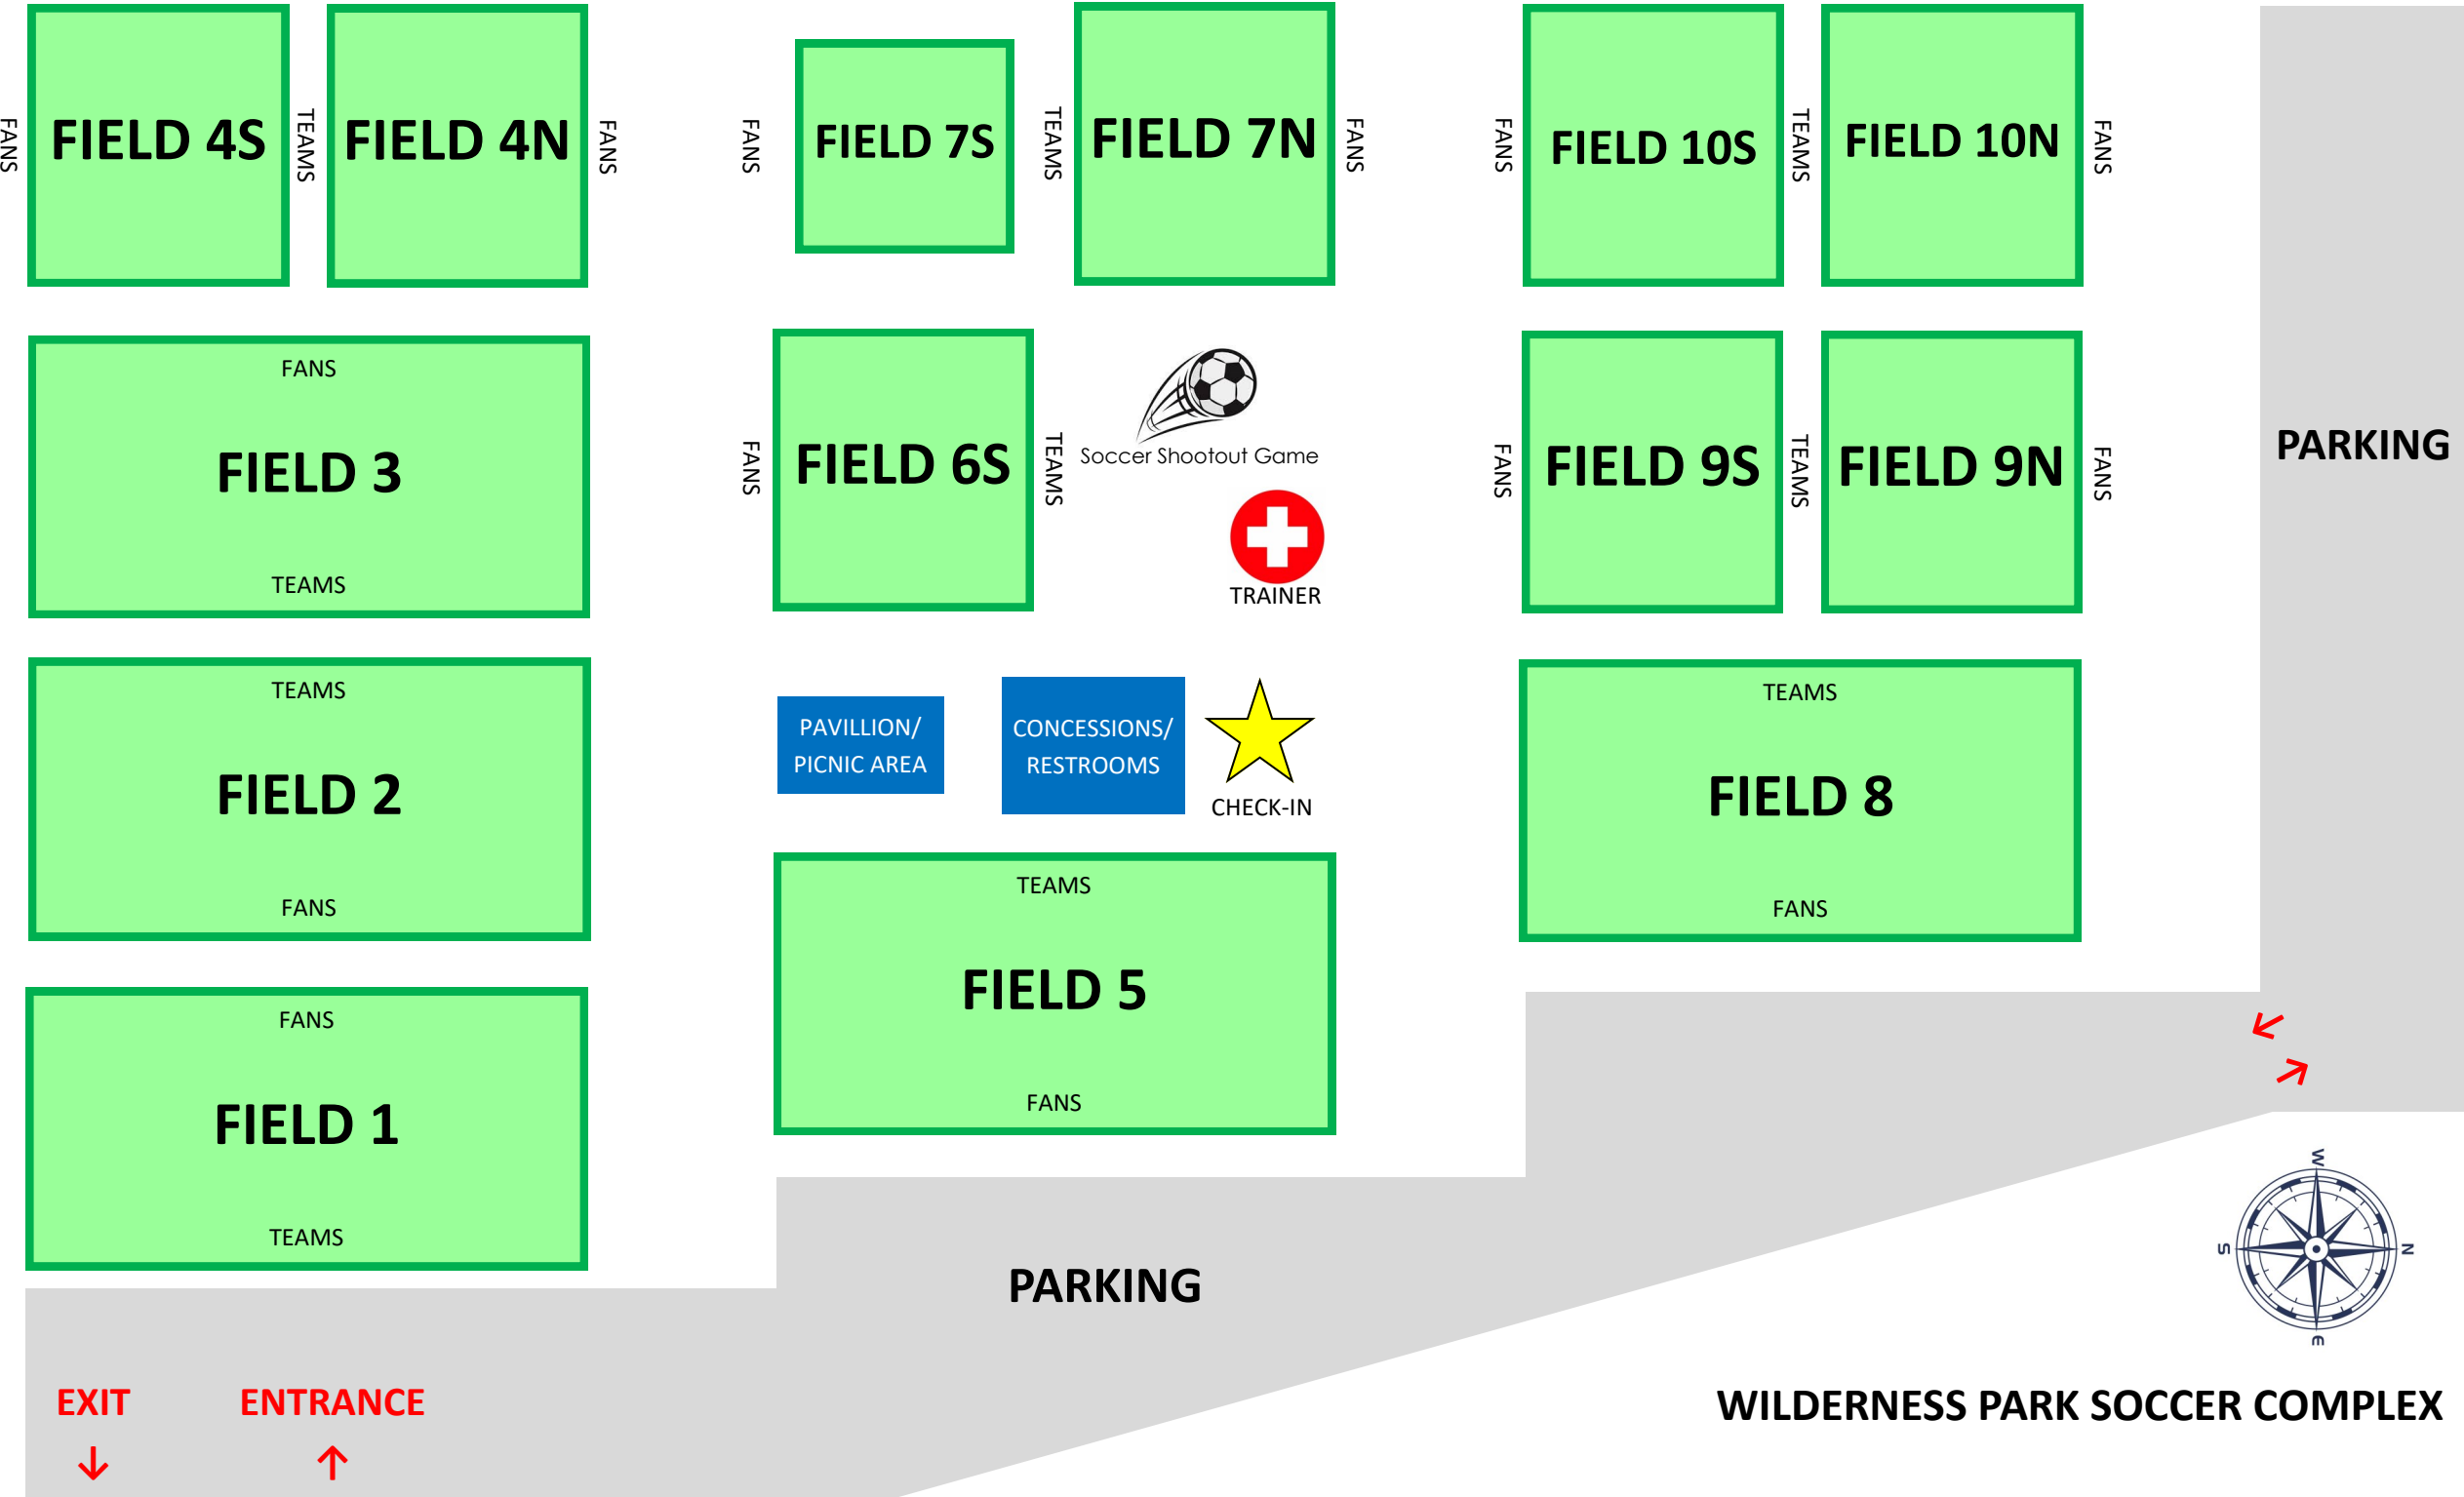 FANS
FIELD 4S
TEAMS
FIELD 4N
FANS
FANS
FIELD 7S
TEAMS
FIELD 7N
FANS
FANS
FIELD 10S
TEAMS
FIELD 10N
FANS
FANS
FIELD 3
TEAMS
FANS
FIELD 6S
TEAMS
Soccer Shootout Game
TRAINER
FANS
FIELD 9S
TEAMS
FIELD 9N
FANS
PARKING
TEAMS
FIELD 2
FANS
PAVILLION/
PICNIC AREA
CONCESSIONS/
RESTROOMS
CHECK-IN
TEAMS
FIELD 8
FANS
TEAMS
FIELD 5
FANS
FANS
FIELD 1
TEAMS
PARKING
W
S
N
E
EXIT
ENTRANCE
WILDERNESS PARK SOCCER COMPLEX